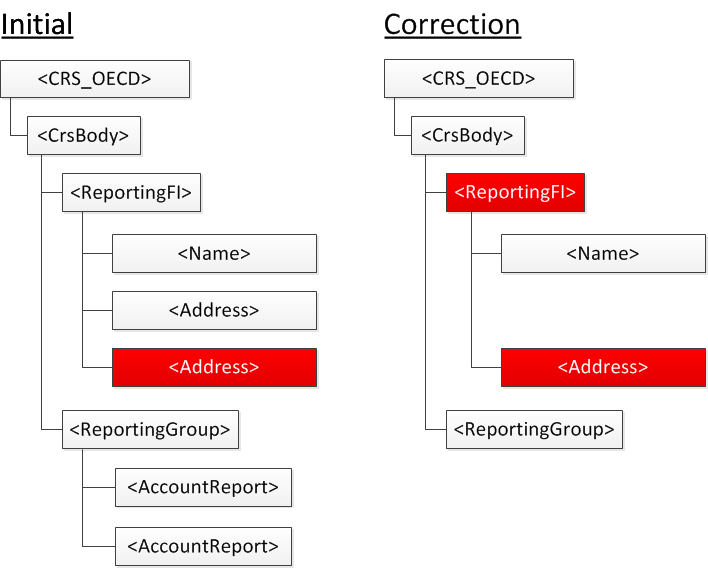 Initial
<CRS_OECD>
<CrsBody>
<ReportingFI>
<Name>
<Address>
<Address>
<ReportingGroup>
<AccountReport>
<AccountReport>
Correction
<CRS_OECD>
<CrsBody>
<ReportingFI>
<Name>
<Address>
<ReportingGroup>